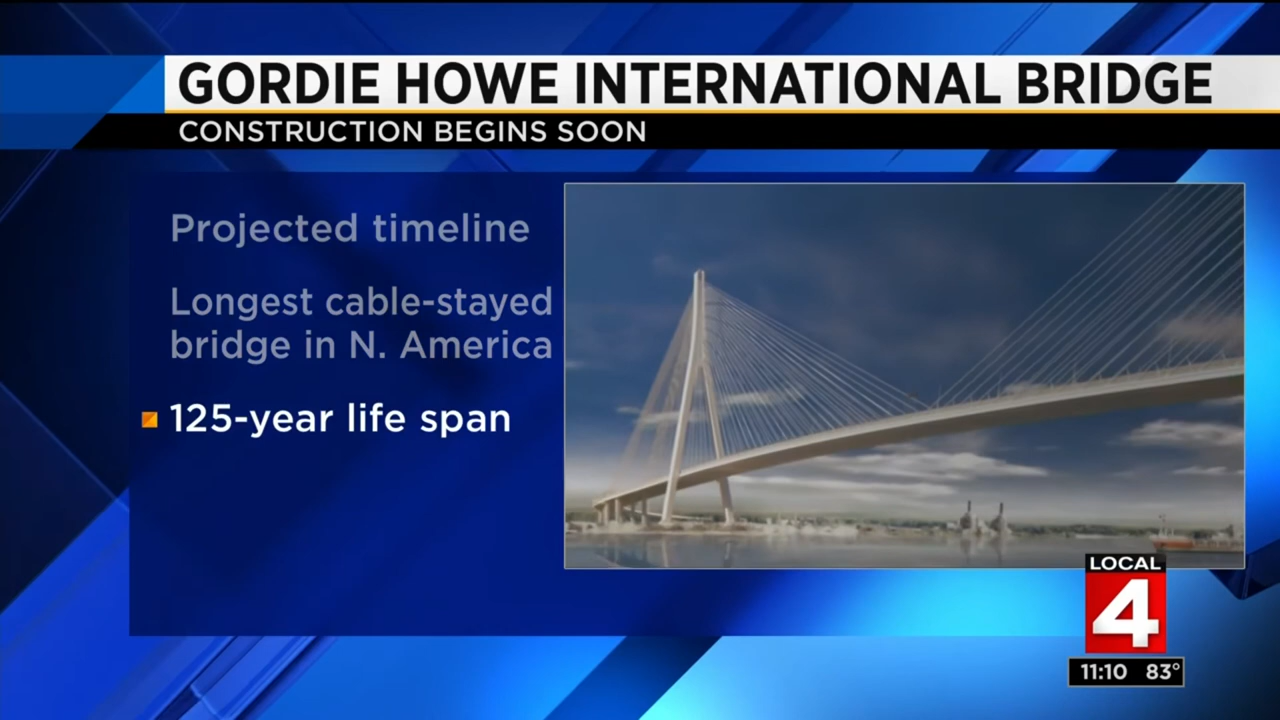 GORDIE HOWE INTERNATIONAL BRIDGE
CONSTRUCTION BEGINS SOON
Projected timeline
Longest cable-stayed
bridge in N. America
125-year life span
LOCAL
4
11:10 83°